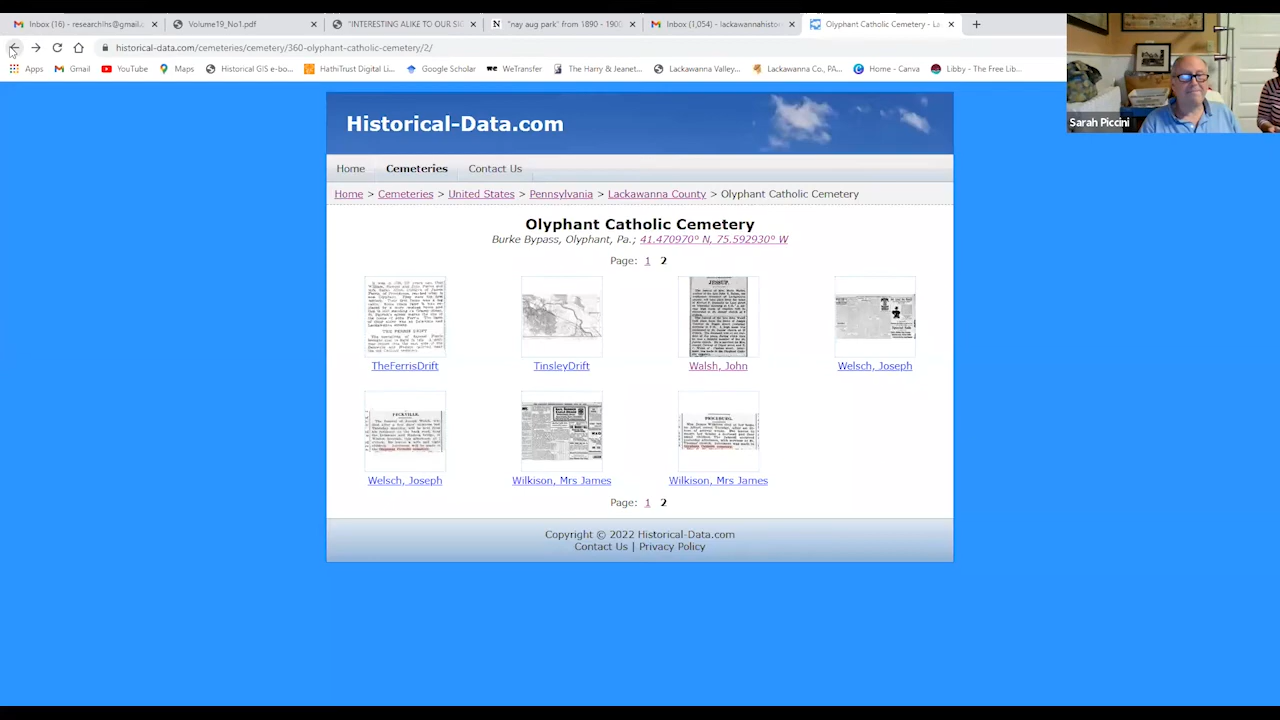 Inbox (16) - researchlhs@gmail.c
Volume19_No1.pdf
"INTERESTING ALIKE TO OUR SI
"nay aug park" from 1890 - 1900
Inbox (1,054) - lackawannahistoc
Olyphant Catholic Cemetery - La
historical-data.com/cemeteries/cemetery/360-olyphant-catholic-cemetery/2/
Apps
Gmail
YouTube
Maps
Historical GIS e-bo...
HathiTrust Digital Li...
Google Scholar
WeTransfer
The Harry & Jeanet...
Lackawanna Valley...
Lackawanna Co., PA...
Home - Canva
Libby - The Free Lib...
Sarah Piccini
Historical-Data.com
Home Cemeteries Contact Us
Home > Cemeteries > United States > Pennsylvania > Lackawanna County > Olyphant Catholic Cemetery
Olyphant Catholic Cemetery
Burke Bypass, Olyphant, Pa.; 41.470970° N, 75.592930° W
Page: 1 2
JESSUP.
THE FERRIS DRIFT
TheFerrisDrift TinsleyDrift Walsh, John Welsch, Joseph
PECKVILLE.
Welsch, Joseph Wilkison, Mrs James Wilkison, Mrs James
Page: 1 2
Copyright © 2022 Historical-Data.com
Contact Us | Privacy Policy